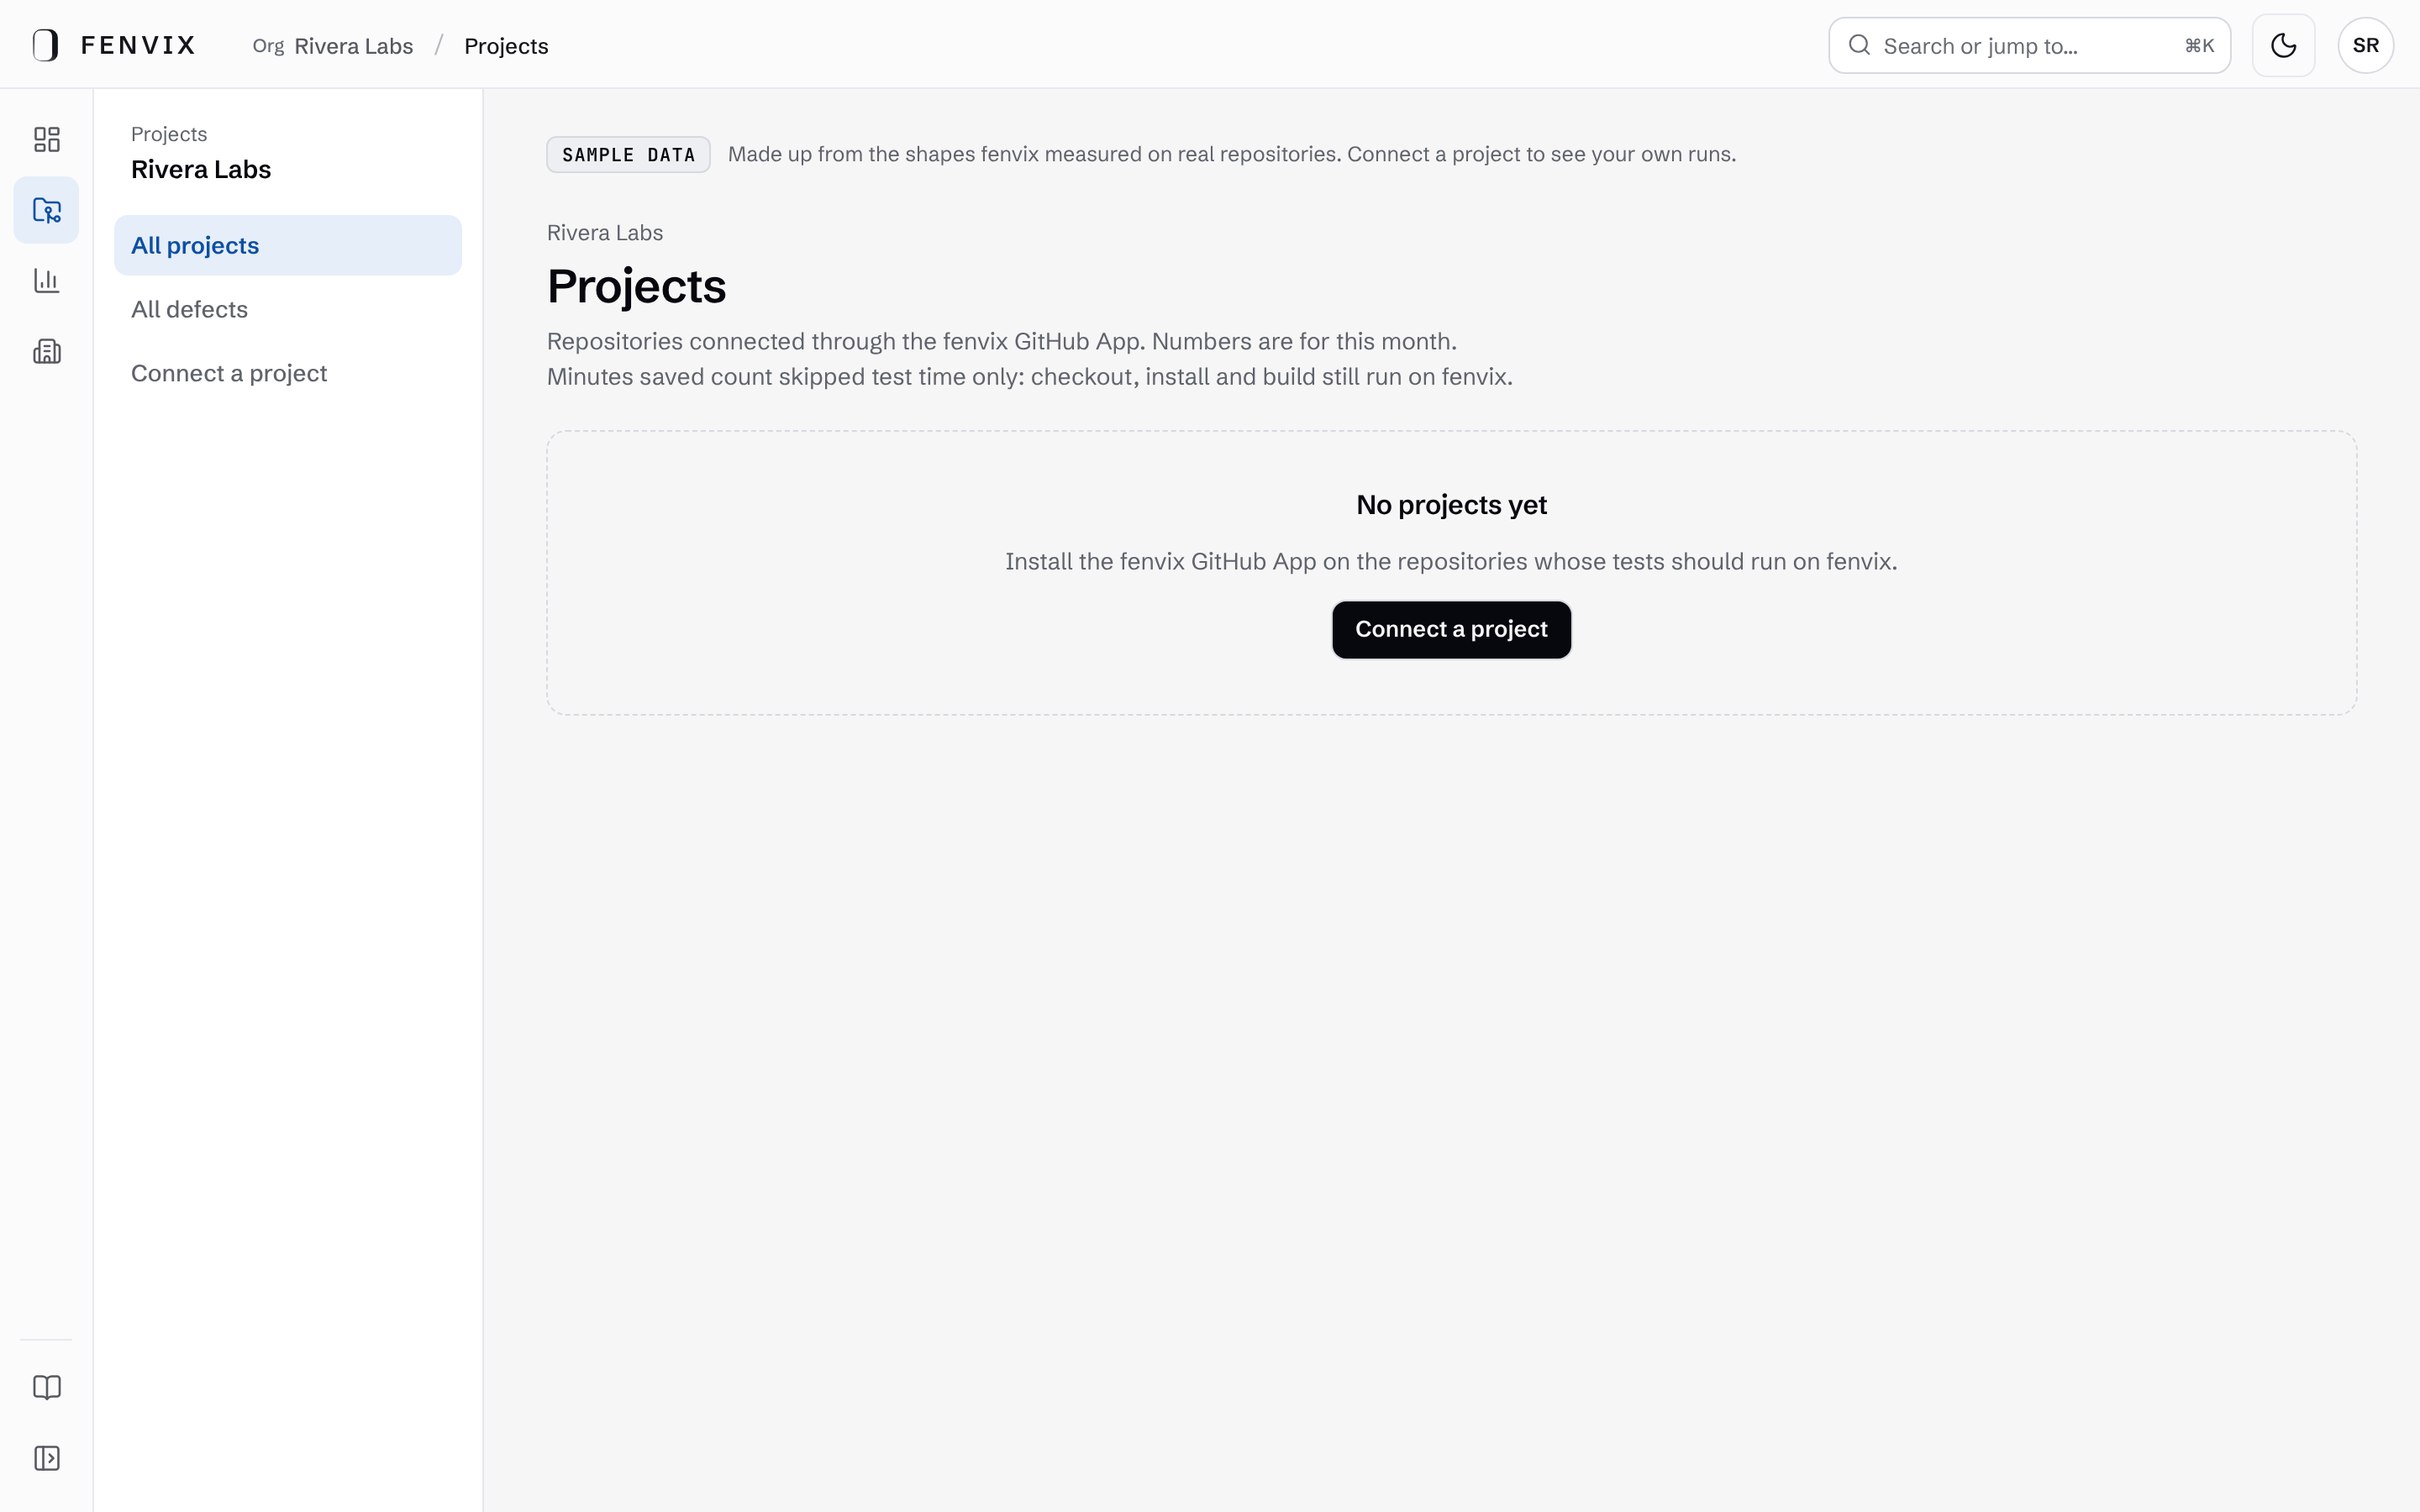 FENVIX
Org Rivera Labs / Projects
Search or jump to... ⌘K
SR
Projects
Rivera Labs
All projects
All defects
Connect a project
SAMPLE DATA
Made up from the shapes fenvix measured on real repositories. Connect a project to see your own runs.
Rivera Labs
Projects
Repositories connected through the fenvix GitHub App. Numbers are for this month.
Minutes saved count skipped test time only: checkout, install and build still run on fenvix.
No projects yet
Install the fenvix GitHub App on the repositories whose tests should run on fenvix.
Connect a project